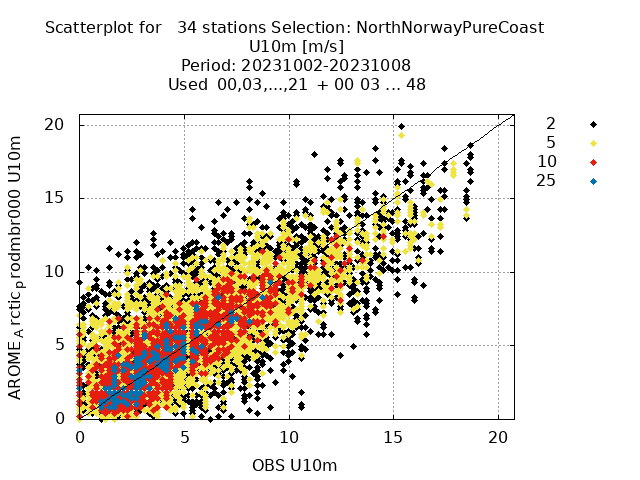 Scatterplot for 34 stations Selection: NorthNorwayPureCoast
U10m [m/s]
Period: 20231002-20231008
Used 00,03,...,21 + 00 03 ... 48
2
5
10
25
20
15
10
5
0
AROME_Arctic_prodmbr000 U10m
0 5 10 15 20
OBS U10m